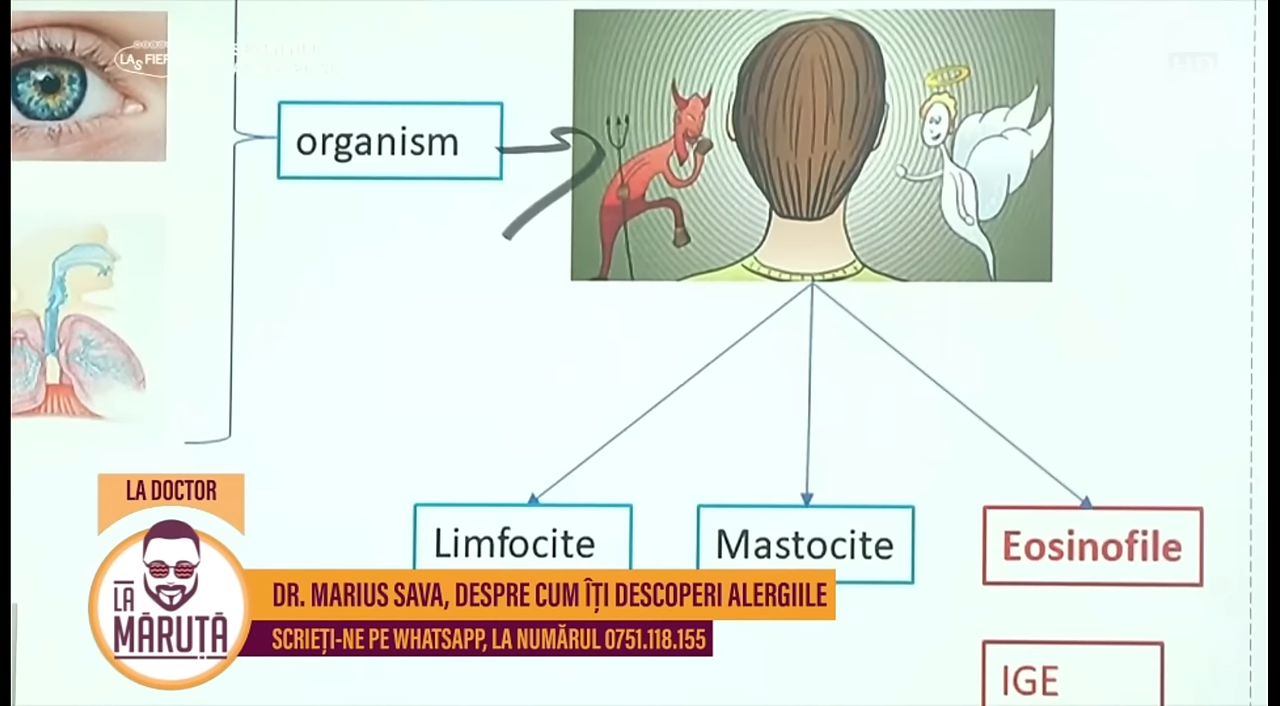 organism
Limfocite
Mastocite
Eosinofile
IGE
LA DOCTOR
LA
MĂRUȚĂ
DR. MARIUS SAVA, DESPRE CUM ÎȚI DESCOPERI ALERGIILE
SCRIEȚI-NE PE WHATSAPP, LA NUMĂRUL 0751.118.155
HD